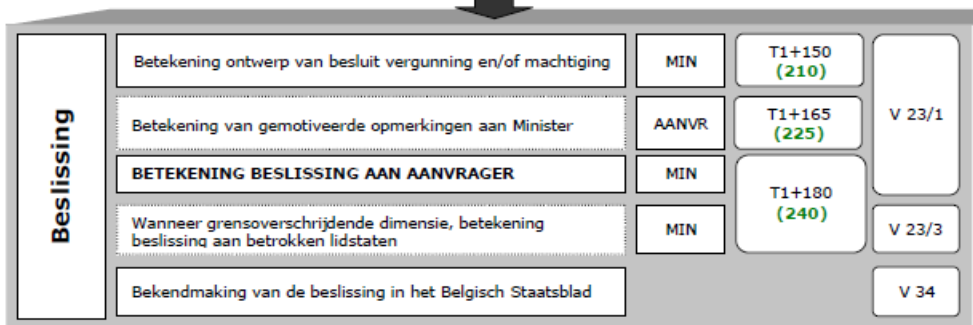 Beslissing
Betekening ontwerp van besluit vergunning en/of machtiging
MIN
T1+150
(210)
V 23/1
Betekening van gemotiveerde opmerkingen aan Minister
AANVR
T1+165
(225)
BETEKENING BESLISSING AAN AANVRAGER
MIN
T1+180
(240)
Wanneer grensoverschrijdende dimensie, betekening
beslissing aan betrokken lidstaten
MIN
V 23/3
Bekendmaking van de beslissing in het Belgisch Staatsblad
V 34